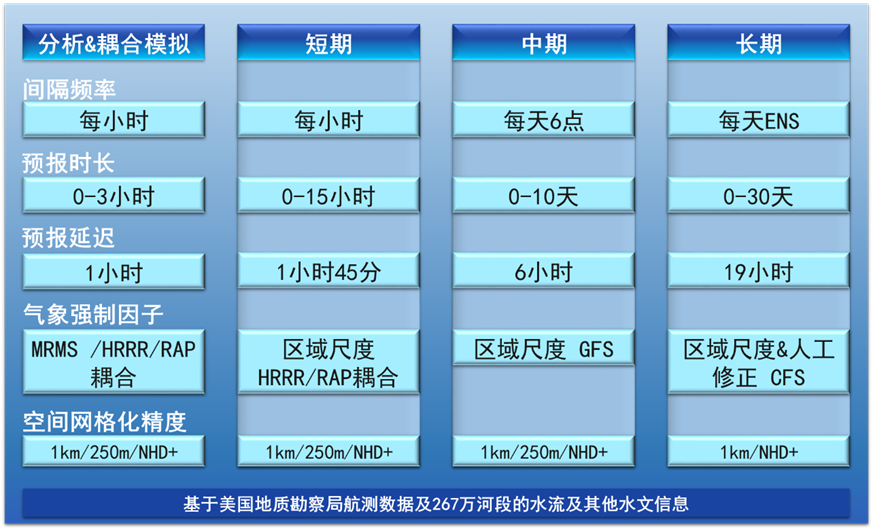 分析&耦合模拟 短期 中期 长期
间隔频率
每小时 每小时 每天6点 每天ENS
预报时长
0-3小时 0-15小时 0-10天 0-30天
预报延迟
1小时 1小时45分 6小时 19小时
气象强制因子
MRMS /HRRR/RAP 区域尺度 区域尺度 GFS 区域尺度&人工
耦合 HRRR/RAP耦合 修正 CFS
空间网格化精度
1km/250m/NHD+ 1km/250m/NHD+ 1km/250m/NHD+ 1km/NHD+
基于美国地质勘察局航测数据及267万河段的水流及其他水文信息